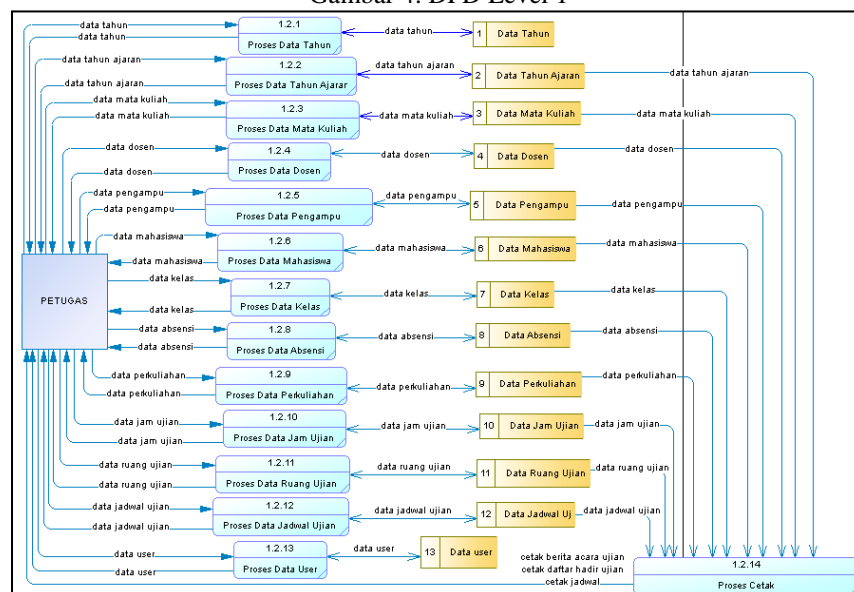 Gambar 4. DFD Level 1
data tahun
data tahun
1.2.1
Proses Data Tahun
data tahun
1 Data Tahun
data tahun ajaran
data tahun ajaran
1.2.2
Proses Data Tahun Ajarar
data tahun ajaran
2 Data Tahun Ajaran
data tahun ajaran
data mata kuliah
data mata kuliah
1.2.3
Proses Data Mata Kuliah
data mata kuliah
3 Data Mata Kuliah
data mata kuliah
data dosen
data dosen
1.2.4
Proses Data Dosen
data dosen
4 Data Dosen
data dosen
data pengampu
data pengampu
1.2.5
Proses Data Pengampu
data pengampu
5 Data Pengampu
data pengampu
data mahasiswa
data mahasiswa
1.2.6
Proses Data Mahasiswa
data mahasiswa
6 Data Mahasiswa
data mahasiswa
PETUGAS
data kelas
data kelas
1.2.7
Proses Data Kelas
data kelas
7 Data Kelas
data kelas
data absensi
data absensi
1.2.8
Proses Data Absensi
data absensi
8 Data Absensi
data absensi
data perkuliahan
data perkuliahan
1.2.9
Proses Data Perkuliahan
data perkuliahan
9 Data Perkuliahan
data perkuliahan
data jam ujian
data jam ujian
1.2.10
Proses Data Jam Ujian
data jam ujian
10 Data Jam Ujian
data jam ujian
data ruang ujian
data ruang ujian
1.2.11
Proses Data Ruang Ujian
data ruang ujian
11 Data Ruang Ujian
data ruang ujian
data jadwal ujian
data jadwal ujian
1.2.12
Proses Data Jadwal Ujian
data jadwal ujian
12 Data Jadwal Uj
data jadwal ujian
data user
data user
1.2.13
Proses Data User
data user
13 Data user
cetak berita acara ujian
cetak daftar hadir ujian
cetak jadwal
1.2.14
Proses Cetak